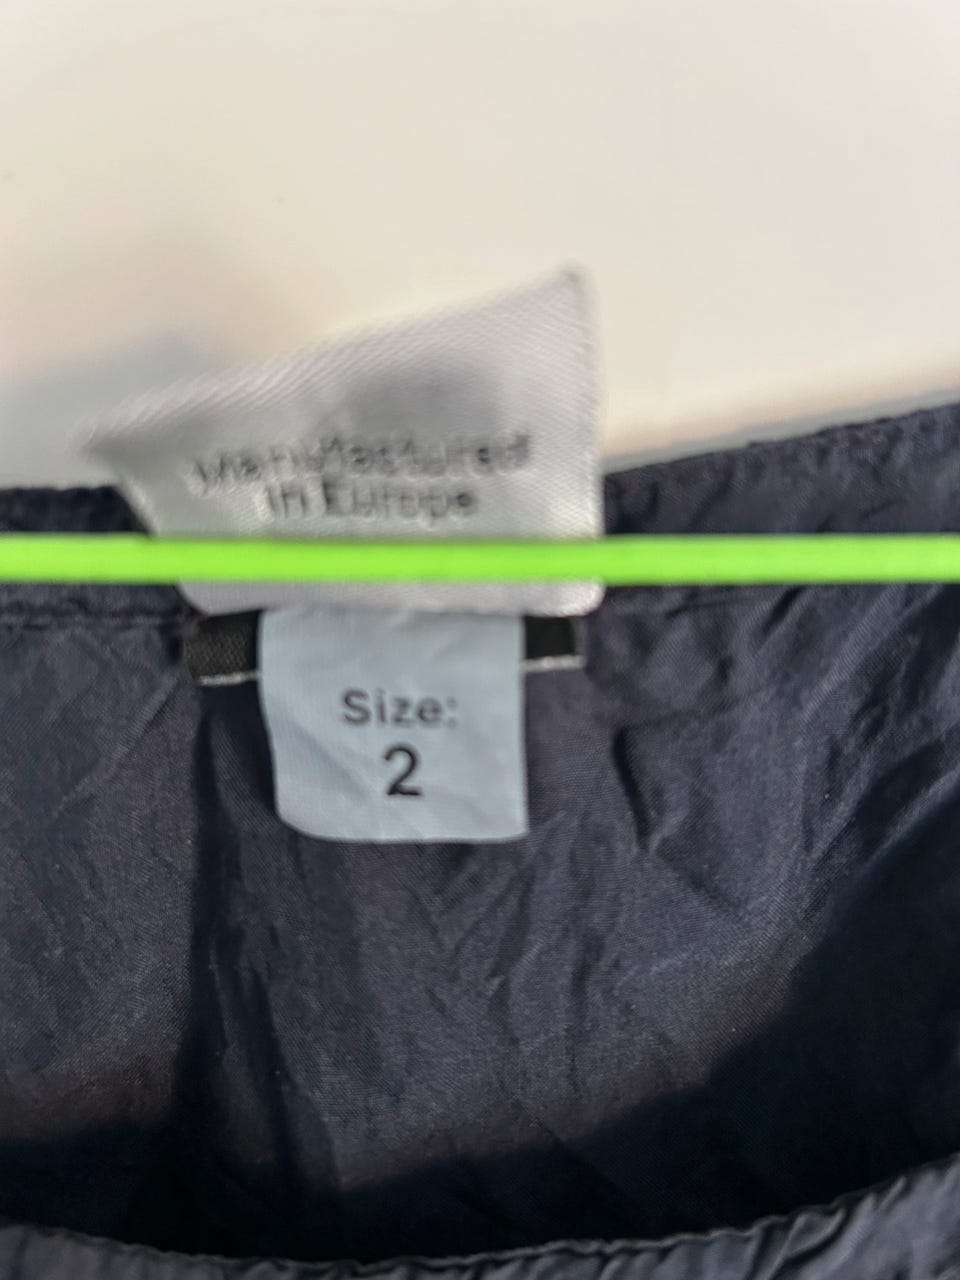 Manufactured
in Europe
Size:
2